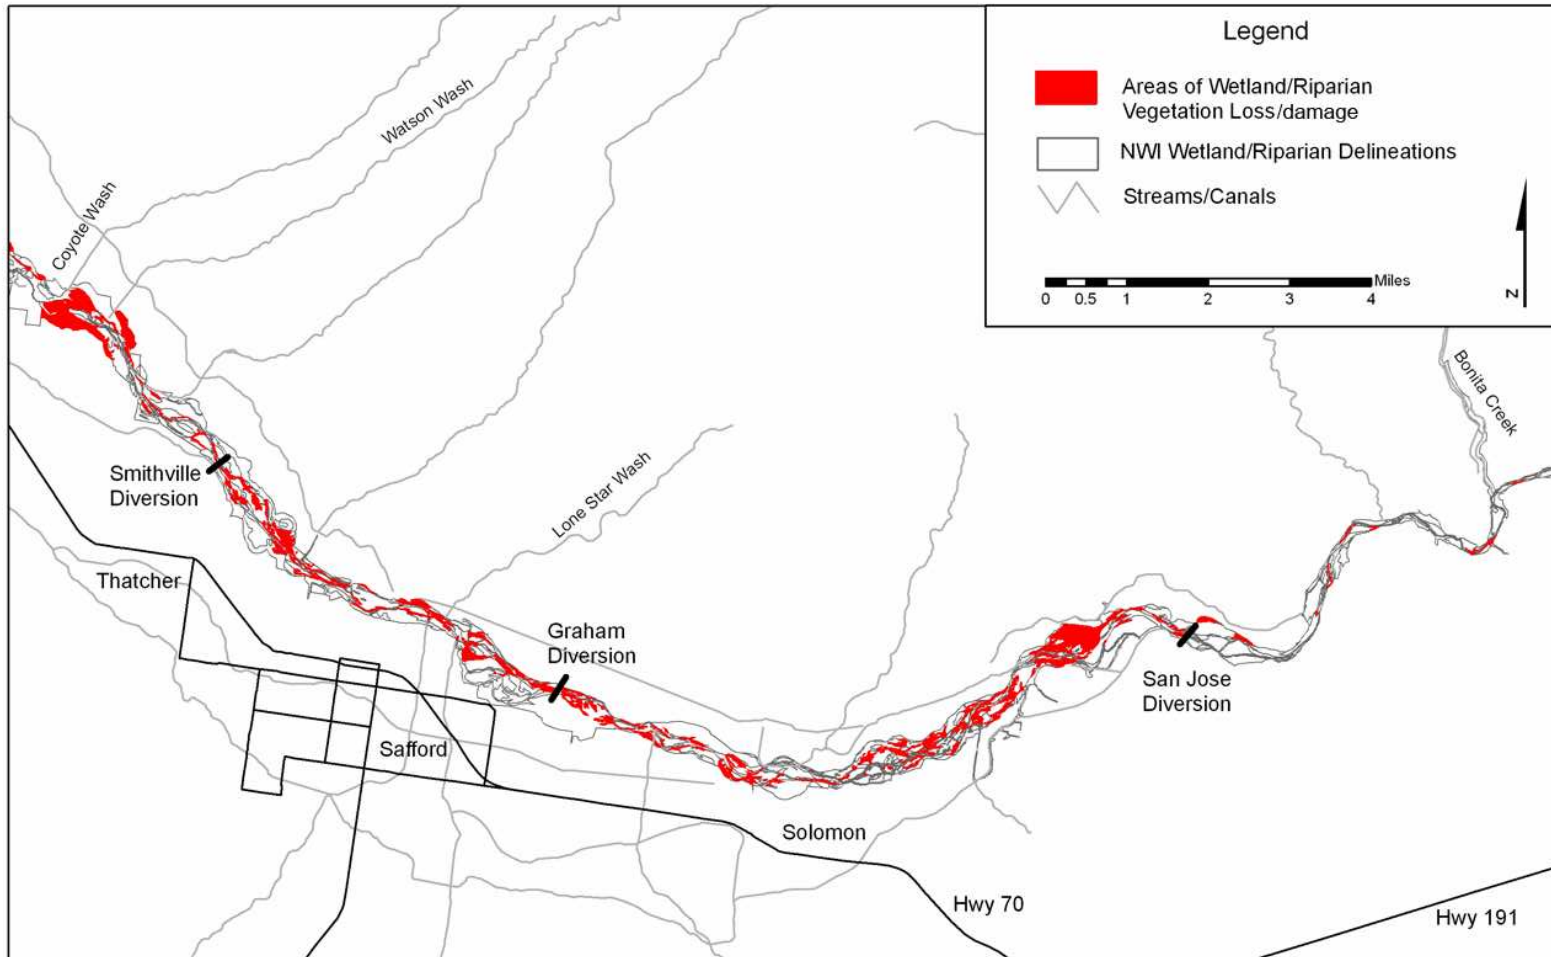 Legend
Areas of Wetland/Riparian
Vegetation Loss/damage
NWI Wetland/Riparian Delineations
Streams/Canals
Miles
0 0.5 1 2 3 4
N
Watson Wash
Coyote Wash
Bonita Creek
Smithville
Diversion
Lone Star Wash
Thatcher
Graham
Diversion
San Jose
Diversion
Safford
Solomon
Hwy 70
Hwy 191